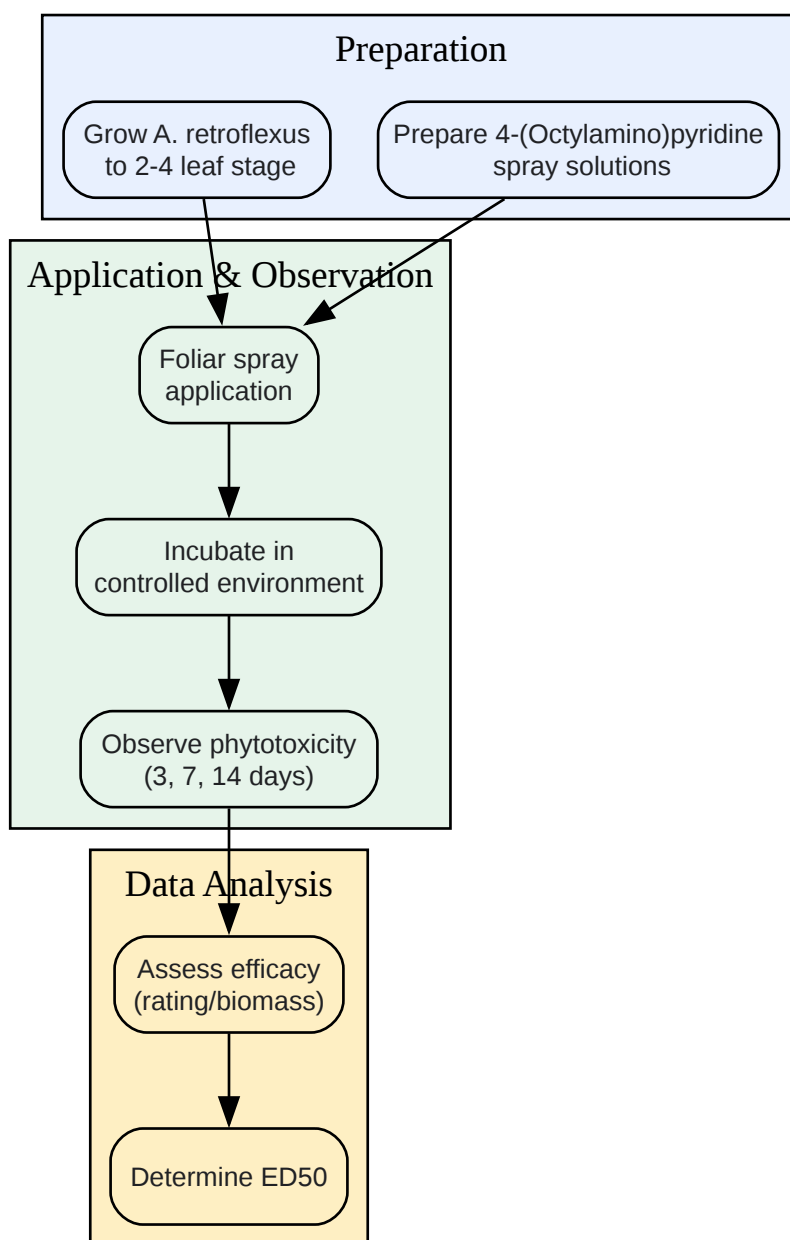 Preparation
Grow A. retroflexus
to 2-4 leaf stage
Prepare 4-(Octylamino)pyridine
spray solutions
Application & Observation
Foliar spray
application
Incubate in
controlled environment
Observe phytotoxicity
(3, 7, 14 days)
Data Analysis
Assess efficacy
(rating/biomass)
Determine ED50